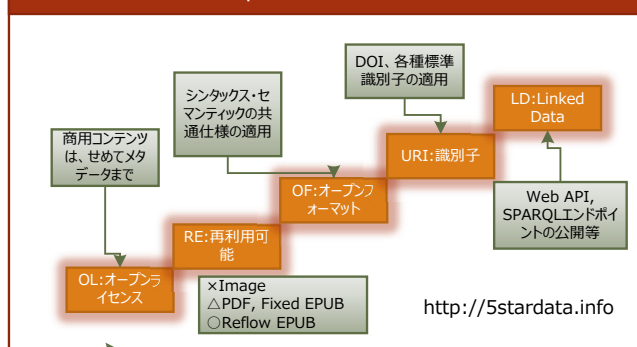 DOI、各種標準
識別子の適用
LD:Linked
Data
シンタックス・セ
マンティックの共
通仕様の適用
商用コンテンツ
は、せめてメタ
データまで
URI:識別子
OF:オープンフ
ォーマット
Web API,
SPARQLエンドポイ
ントの公開等
RE:再利用可
能
OL:オープンラ
イセンス
×Image
△PDF, Fixed EPUB
○Reflow EPUB
http://5stardata.info